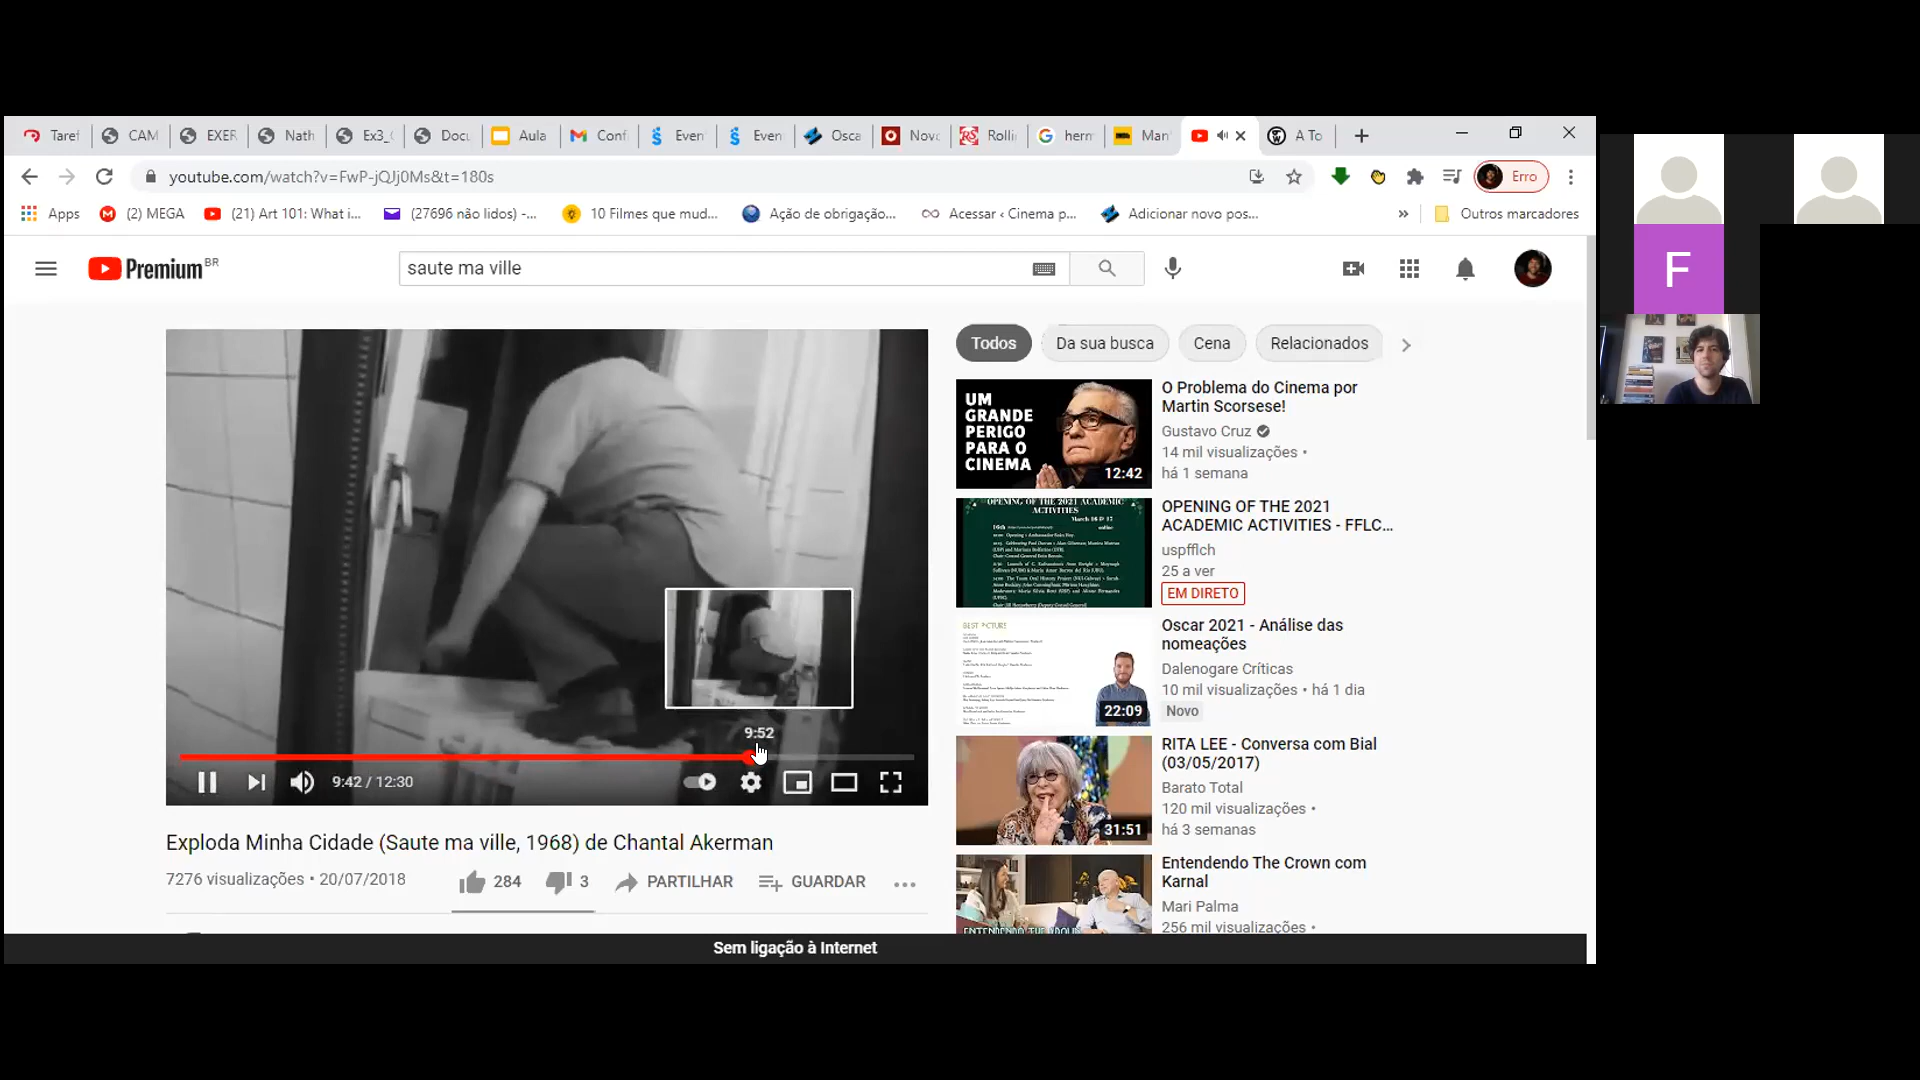 Taref
CAM
EXER
Nath
Ex3_
Docu
Aula
Conf
Even
Even
Osca
Novo
Rolli
herm
Man
A To
youtube.com/watch?v=FwP-jQJj0Ms&t=180s
Erro
Apps
(2) MEGA
(21) Art 101: What i...
(27696 não lidos) -...
10 Filmes que mud...
Ação de obrigação...
Acessar ‹ Cinema p...
Adicionar novo pos...
»
Outros marcadores
Premium BR
saute ma ville
F
Todos
Da sua busca
Cena
Relacionados
UM
GRANDE
PERIGO
PARA O
CINEMA
12:42
O Problema do Cinema por
Martin Scorsese!
Gustavo Cruz
14 mil visualizações •
há 1 semana
OPENING OF THE 2021 ACADEMIC
ACTIVITIES
March 16 & 17
OPENING OF THE 2021
ACADEMIC ACTIVITIES - FFLC...
uspfflch
25 a ver
EM DIRETO
BEST PICTURE
22:09
Oscar 2021 - Análise das
nomeações
Dalenogare Críticas
10 mil visualizações • há 1 dia
Novo
31:51
RITA LEE - Conversa com Bial
(03/05/2017)
Barato Total
120 mil visualizações •
há 3 semanas
Entendendo The Crown com
Karnal
Mari Palma
256 mil visualizações •
9:52
9:42 / 12:30
Exploda Minha Cidade (Saute ma ville, 1968) de Chantal Akerman
7276 visualizações • 20/07/2018
284
3
PARTILHAR
GUARDAR
Sem ligação à Internet